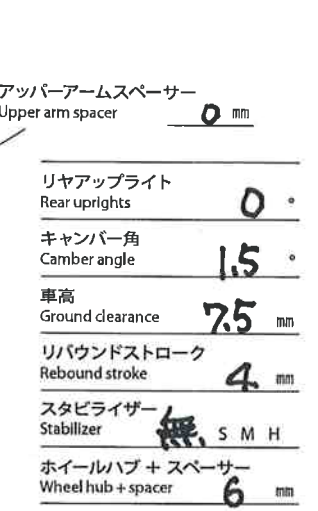 アッパーアームスペーサー
Upper arm spacer 0 mm
リヤアップライト
Rear uprights 0 °
キャンバー角
Camber angle 1.5 °
車高
Ground clearance 7.5 mm
リバウンドストローク
Rebound stroke 4 mm
スタビライザー
Stabilizer 無 S M H
ホイールハブ + スペーサー
Wheel hub + spacer 6 mm